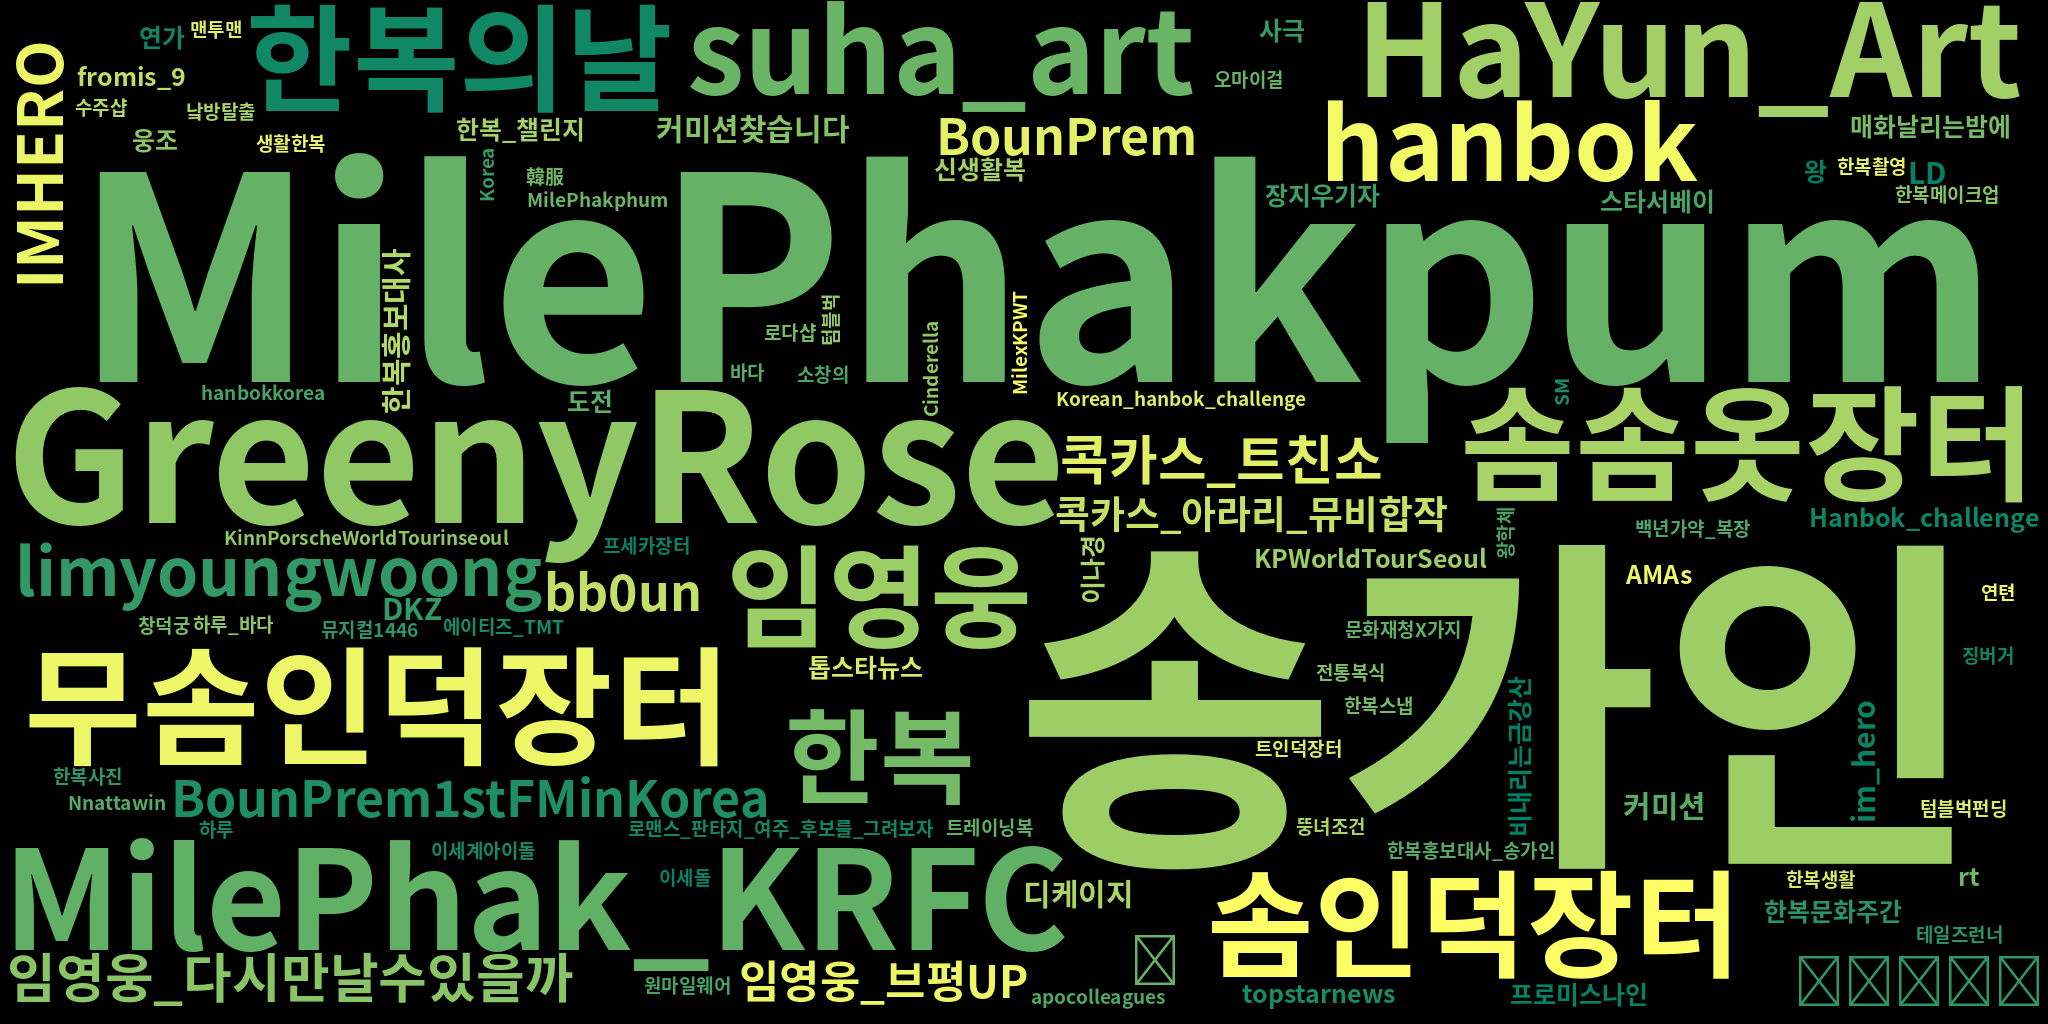 연가 맨투맨 한복의날 suha_art 사극 HaYun_Art
IMHERO fromis_9 오마이걸
수주샵 낮방탈출
웅조 생활한복 한복_챌린지 커미션찾습니다 BounPrem hanbok 매화날리는밤에
Korea 韓服 신생활복 왕 한복촬영 LD
MilePhakphum 장지우기자 스타서베이 한복메이크업
MilePhakpum
한복홍보대사 로다샵 텀블벅 Cinderella MilexKPWT
바다 소창의
hanbokkorea 도전 Korean_hanbok_challenge SM
GreenyRose 콕카스_트친소 솜솜옷장터
콕카스_아라리_뮤비합작 왕학체 백년가약_복장 Hanbok_challenge
KinnPorscheWorldTourinseoul 프세카장터
limyoungwoong bb0un 임영웅 이나경 KPWorldTourSeoul AMAs 연텬
DKZ
창덕궁 하루_바다 뮤지컬1446 에이티즈_TMT 문화재청X가지
무솜인덕장터 톱스타뉴스 송가인 전통복식 징버거
한복 한복스냅 비내리는금강산 im_hero
트인덕장터
한복사진
Nnattawin BounPrem1stFMinKorea 커미션 텀블벅펀딩
하루 로맨스_판타지_여주_후보를_그려보자 트레이닝복 뚱녀조건
이세계아이돌 한복홍보대사_송가인
MilePhak_KRFC 이세돌 디케이지 솜인덕장터 한복생활 rt
한복문화주간
테일즈런너
임영웅_다시만날수있을까 원마일웨어 임영웅_브평UP apocolleagues topstarnews 프로미스나인